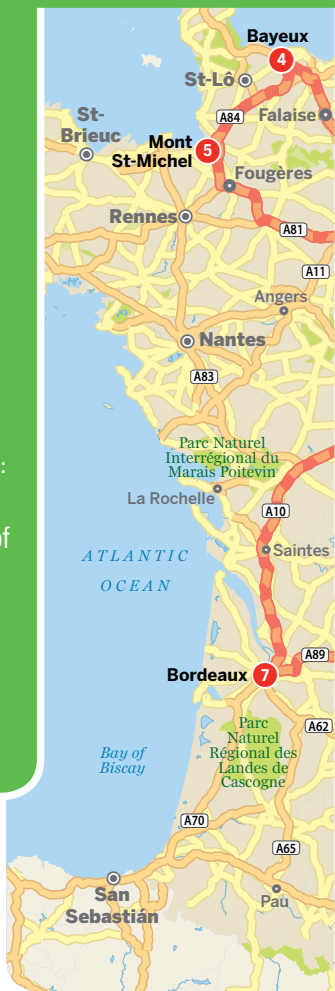 Bayeux
4
St-Lô
A84
Falaise
St-
Brieuc
Mont
St-Michel
5
Fougères
Rennes
A81
A11
Angers
Nantes
A83
Parc Naturel
Interrégional du
Marais Poitevin
:
La Rochelle
A10
of
ATLANTIC
OCEAN
Saintes
A89
Bordeaux
7
Parc
Naturel
Régional des
Landes de
Gascogne
A62
Bay of
Biscay
A70
A65
San
Sebastián
Pau